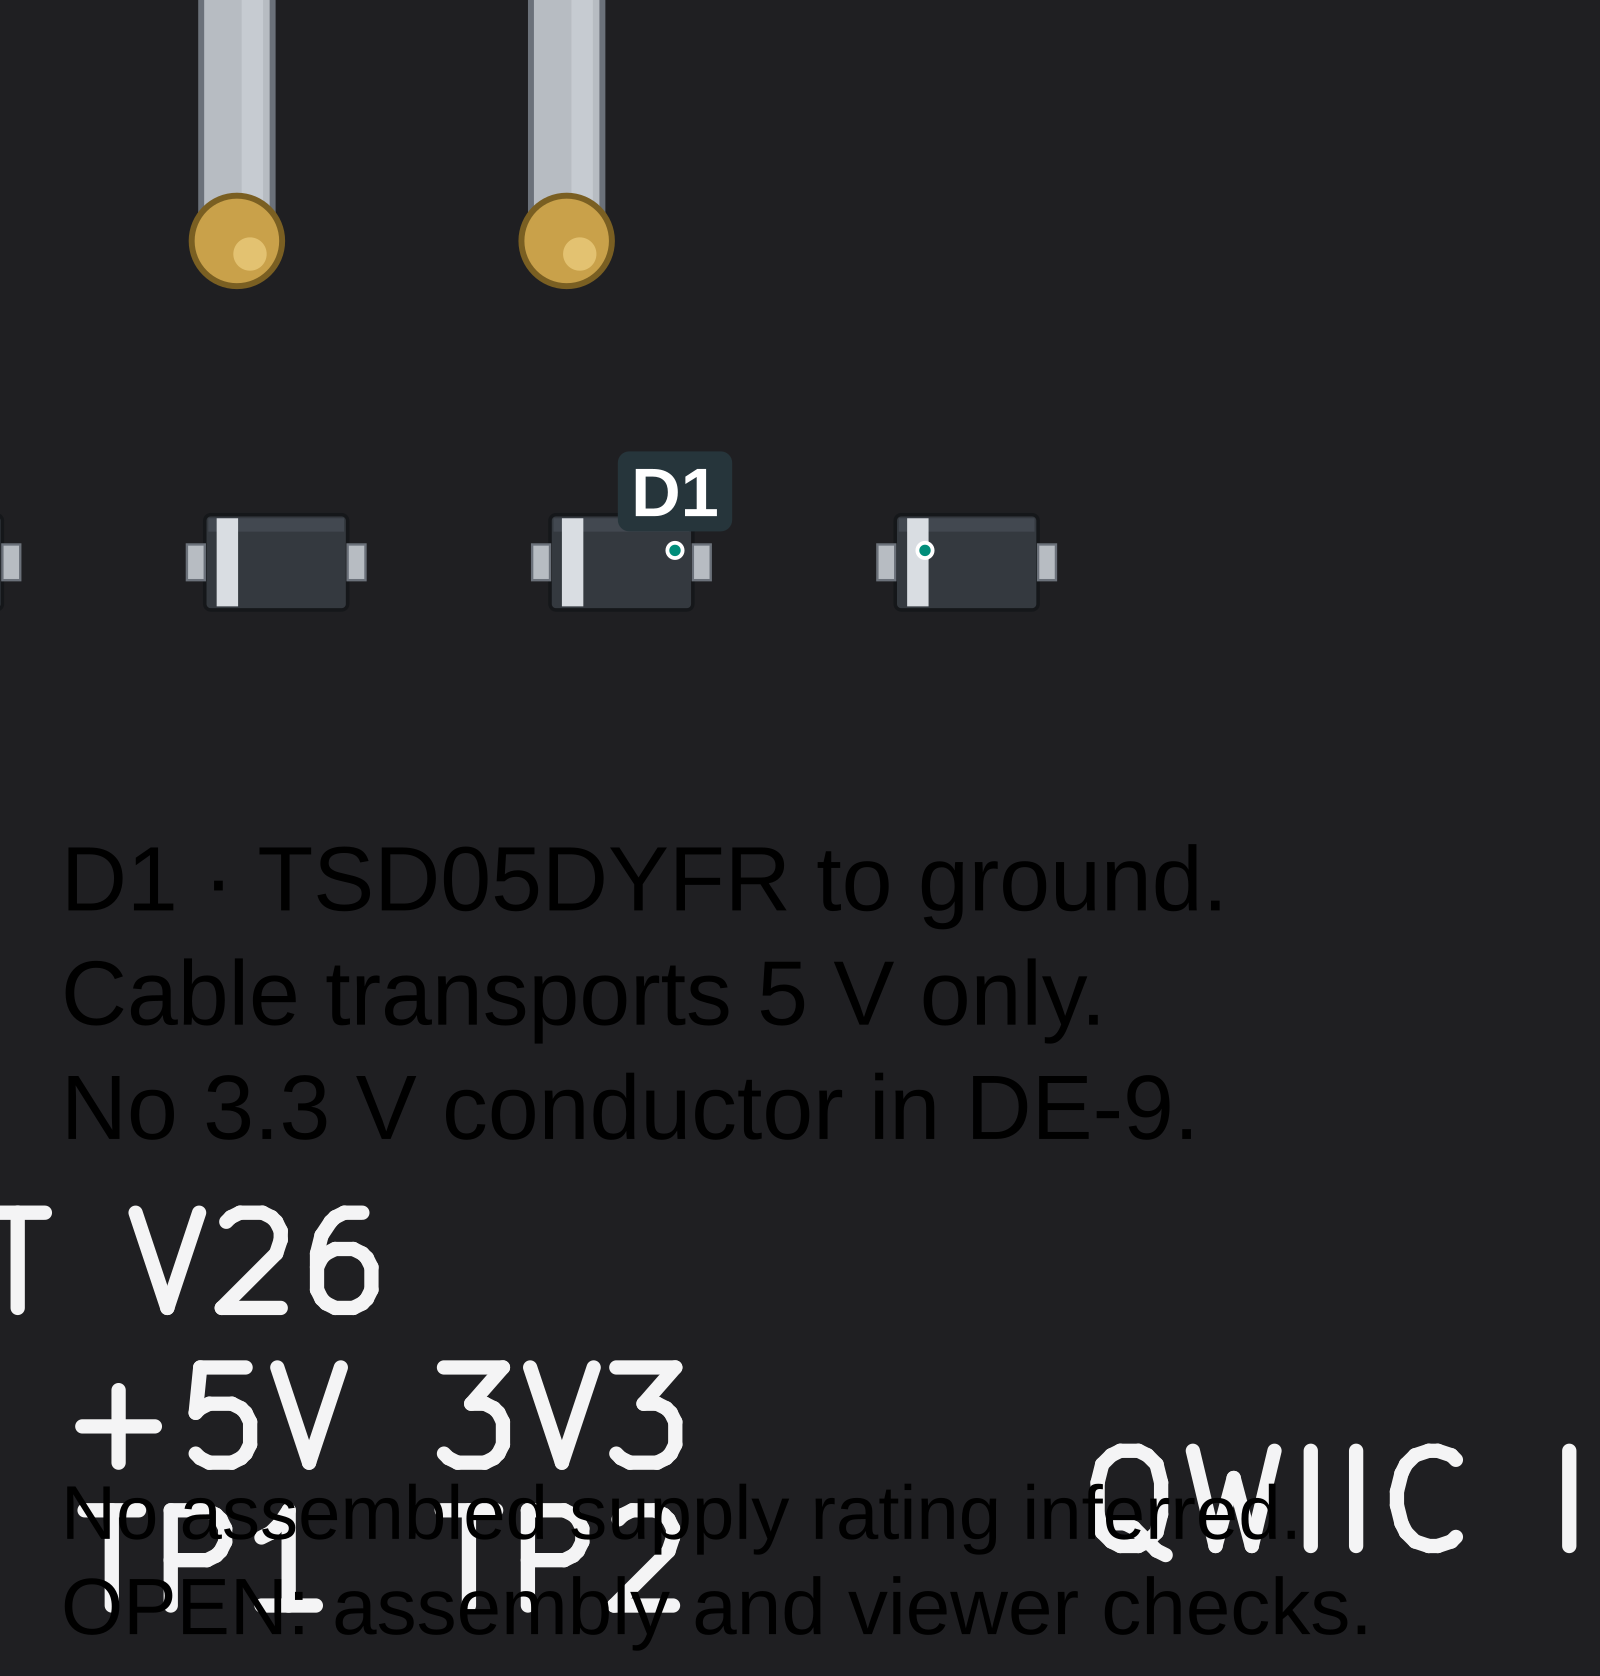 D1
D1 · TSD05DYFR to ground.
Cable transports 5 V only.
No 3.3 V conductor in DE-9.
T V26
+5V 3V3
QWIIC I
No assembled supply rating inferred.
TP1 TP2
OPEN: assembly and viewer checks.